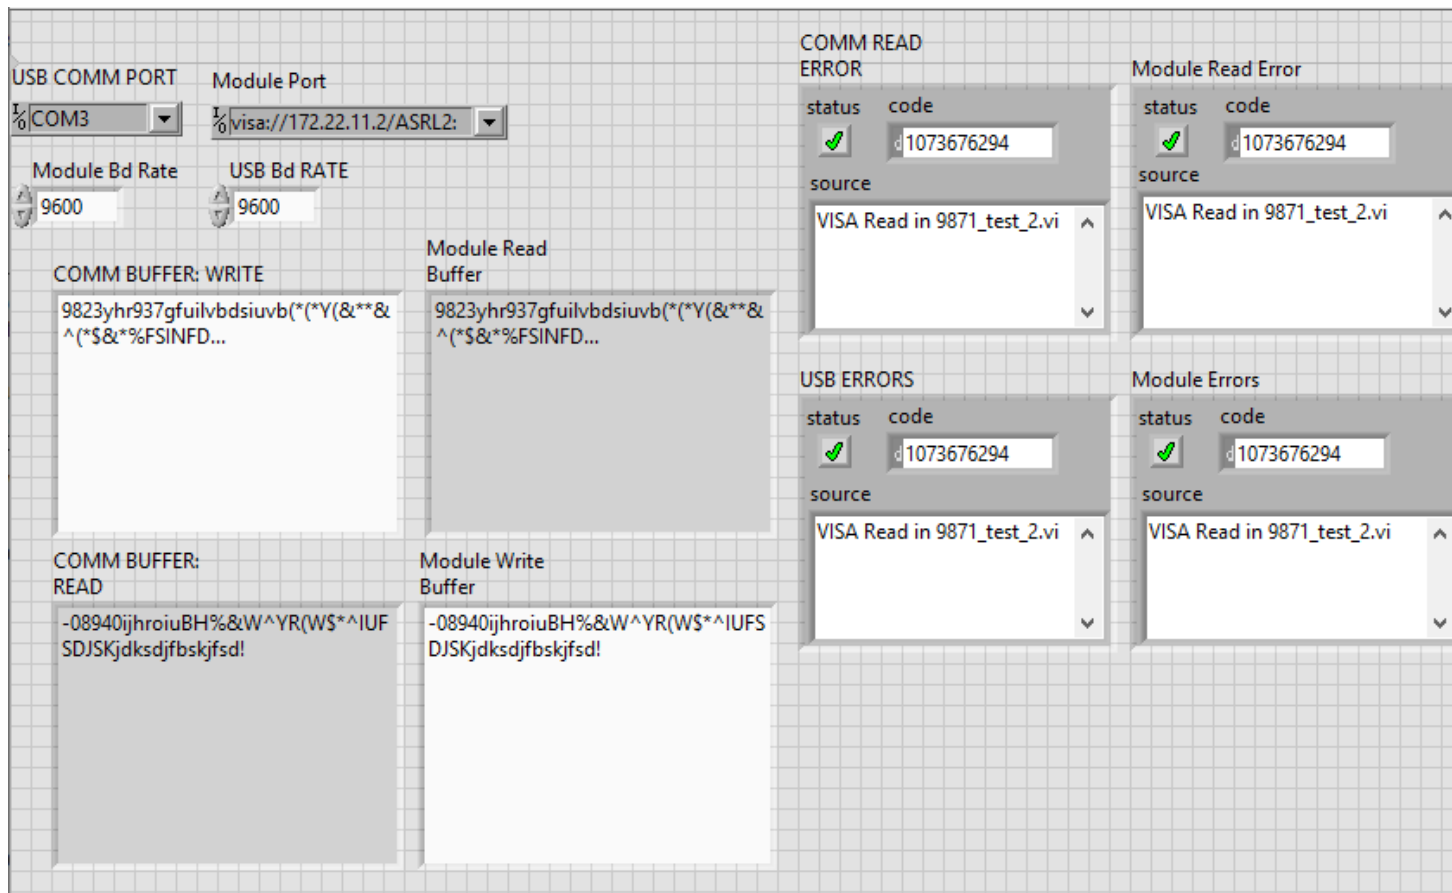 USB COMM PORT
Module Port
COM3
visa://172.22.11.2/ASRL2:
Module Bd Rate
USB Bd RATE
9600
9600
COMM BUFFER: WRITE
9823yhr937gfuilvbdsiuvb(*(*Y(&**&
^(*$&*%FSINFD...
Module Read
Buffer
9823yhr937gfuilvbdsiuvb(*(*Y(&**&
^(*$&*%FSINFD...
COMM BUFFER:
READ
-08940ijhroiuBH%&W^YR(W$*^IUF
SDJSKjdksdjfbskjfsd!
Module Write
Buffer
-08940ijhroiuBH%&W^YR(W$*^IUFS
DJSKjdksdjfbskjfsd!
COMM READ
ERROR
status
code
d
1073676294
source
VISA Read in 9871_test_2.vi
Module Read Error
status
code
d
1073676294
source
VISA Read in 9871_test_2.vi
USB ERRORS
status
code
d
1073676294
source
VISA Read in 9871_test_2.vi
Module Errors
status
code
d
1073676294
source
VISA Read in 9871_test_2.vi